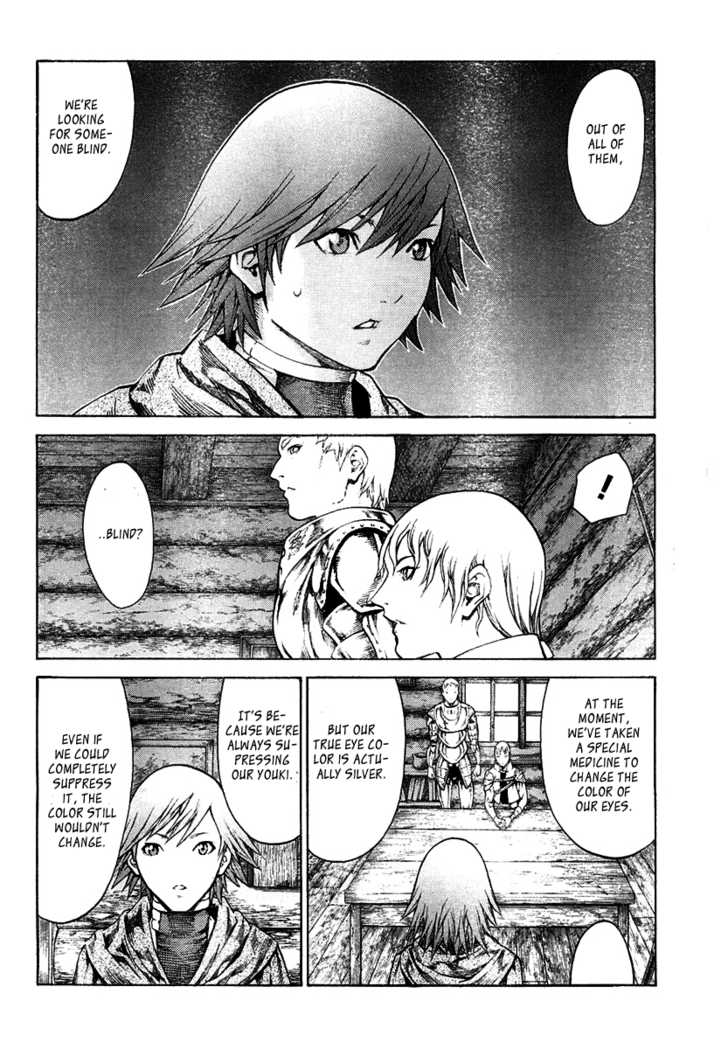 OUT OF
ALL OF
THEM,
WE'RE
LOOKING
FOR SOME-
ONE BLIND.
!
..BLIND?
AT THE
MOMENT,
WE'VE TAKEN
A SPECIAL
MEDICINE TO
CHANGE THE
COLOR OF
OUR EYES.
BUT OUR
TRUE EYE CO-
LOR IS ACTU-
ALLY SILVER.
SO...
IT'S BE-
CAUSE WE'RE
ALWAYS SU-
PRESSING
OUR YOUKI.
EVEN IF
WE COULD
COMPLETELY
SUPPRESS
IT, THE
COLOR STILL
WOULDN'T
CHANGE.